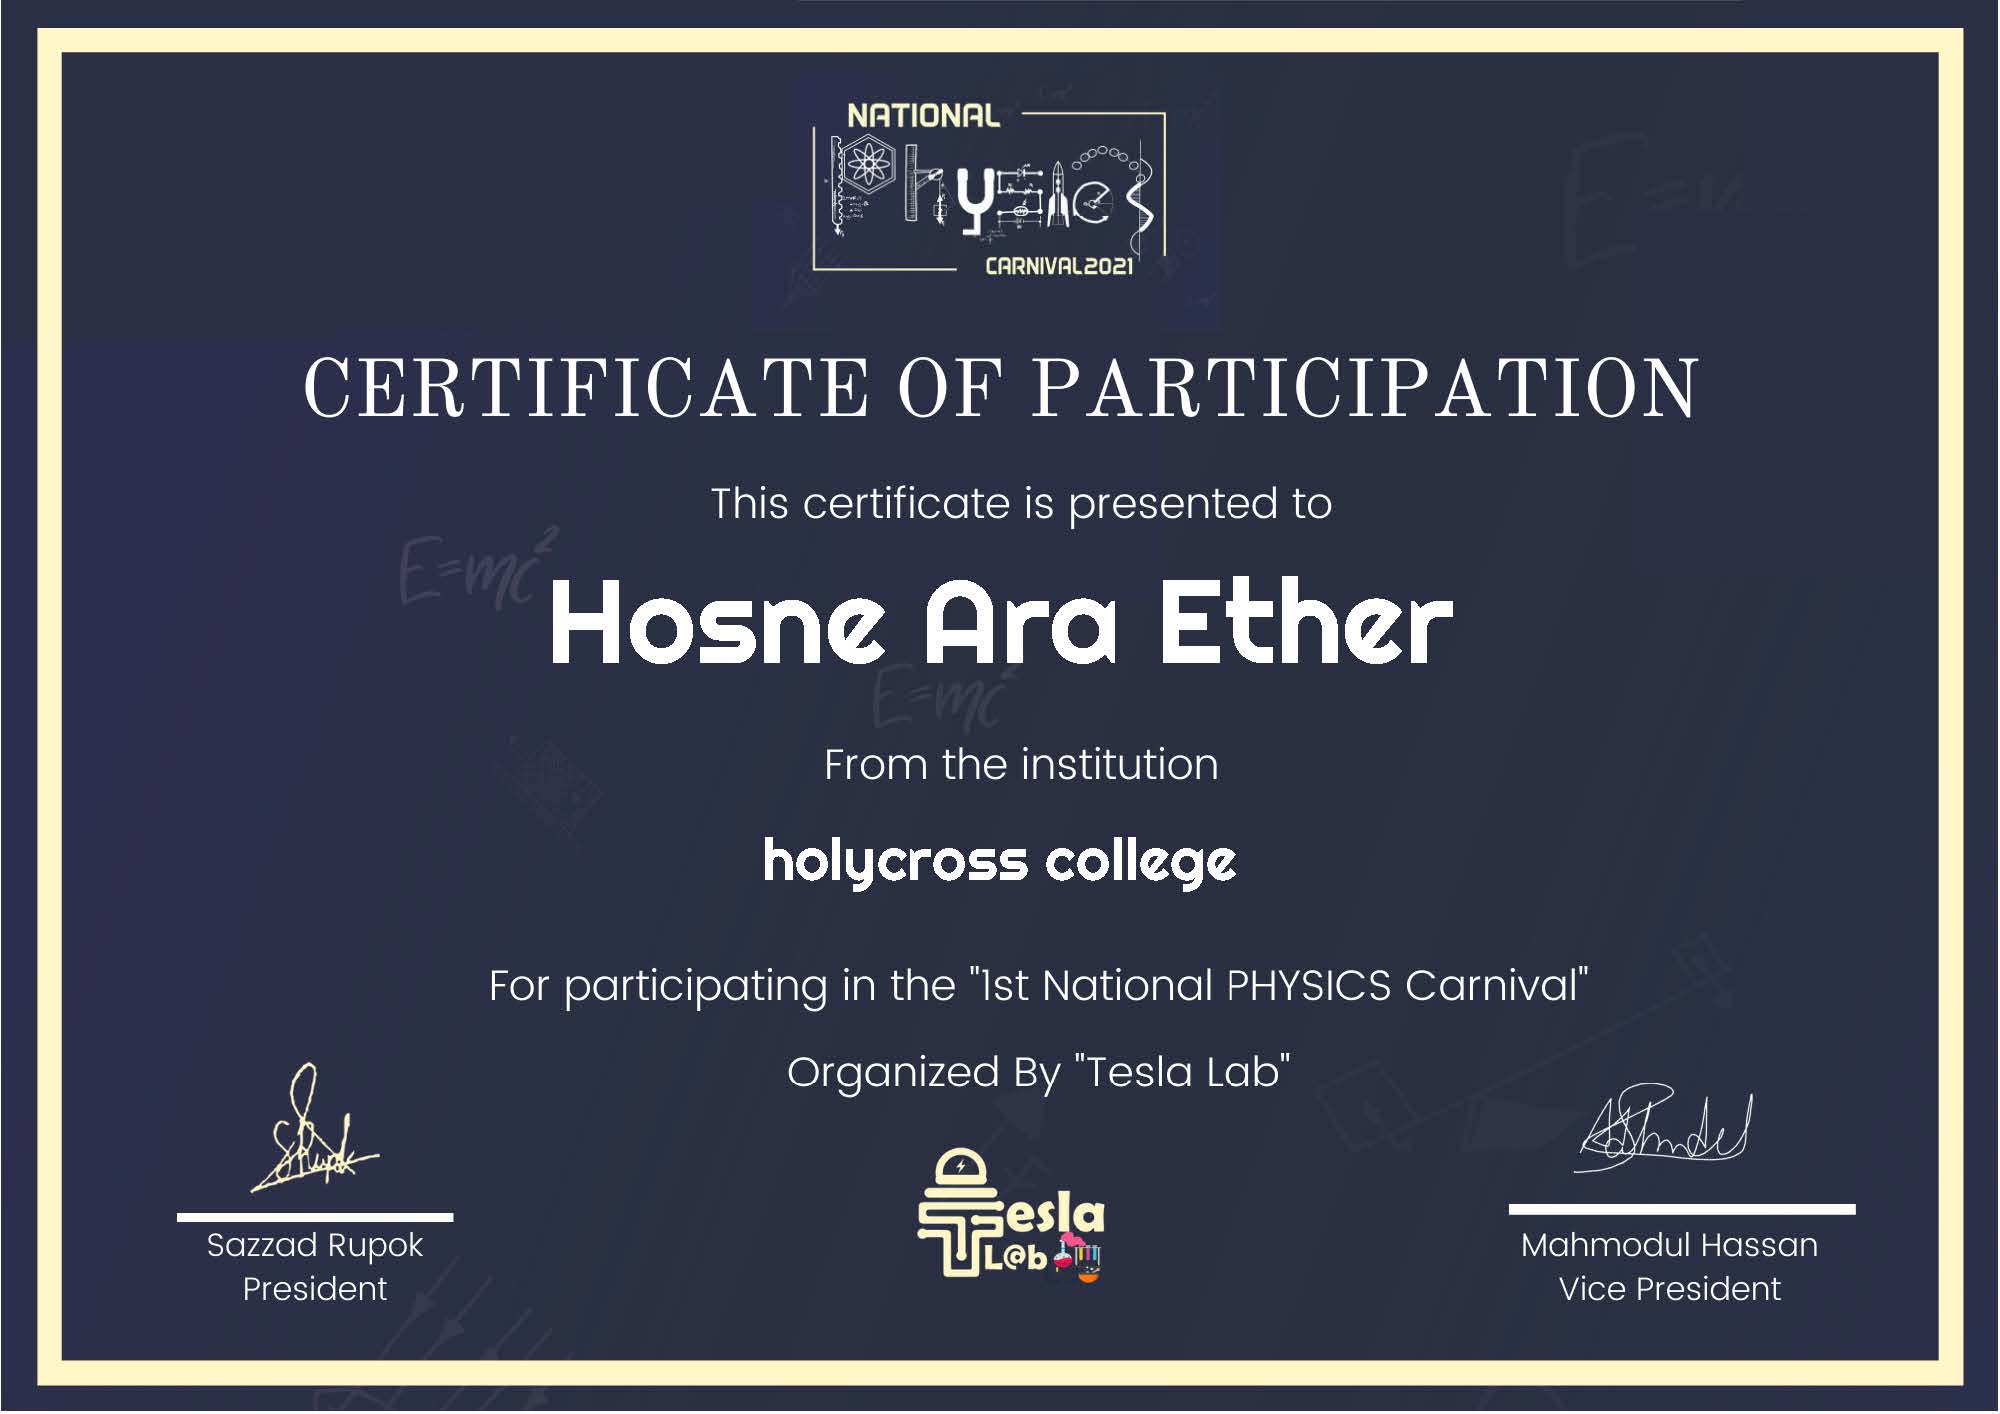 NATIONAL
Physics
CARNIVAL2021
CERTIFICATE OF PARTICIPATION
This certificate is presented to
E=mc²
Hosne Ara Ether
E=mc²
From the institution
holycross college
For participating in the "1st National PHYSICS Carnival"
Organized By "Tesla Lab"
Tesla
L@b
Sazzad Rupok
President
Mahmodul Hassan
Vice President